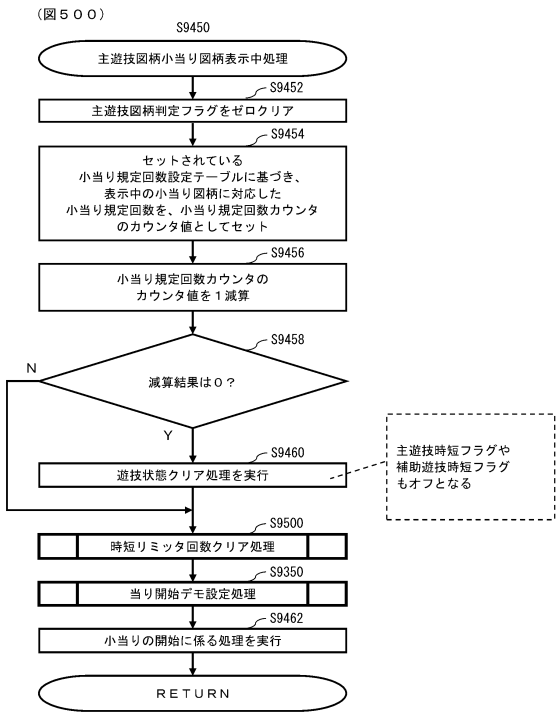 (図500)
S9450
主遊技図柄小当り図柄表示中処理
S9452
主遊技図柄判定フラグをゼロクリア
S9454
セットされている
小当り規定回数設定テーブルに基づき、
表示中の小当り図柄に対応した
小当り規定回数を、小当り規定回数カウンタ
のカウンタ値としてセット
S9456
小当り規定回数カウンタの
カウンタ値を1減算
S9458
減算結果は0?
N
Y
S9460
遊技状態クリア処理を実行
主遊技時短フラグや
補助遊技時短フラグ
もオフとなる
S9500
時短リミッタ回数クリア処理
S9350
当り開始デモ設定処理
S9462
小当りの開始に係る処理を実行
RETURN